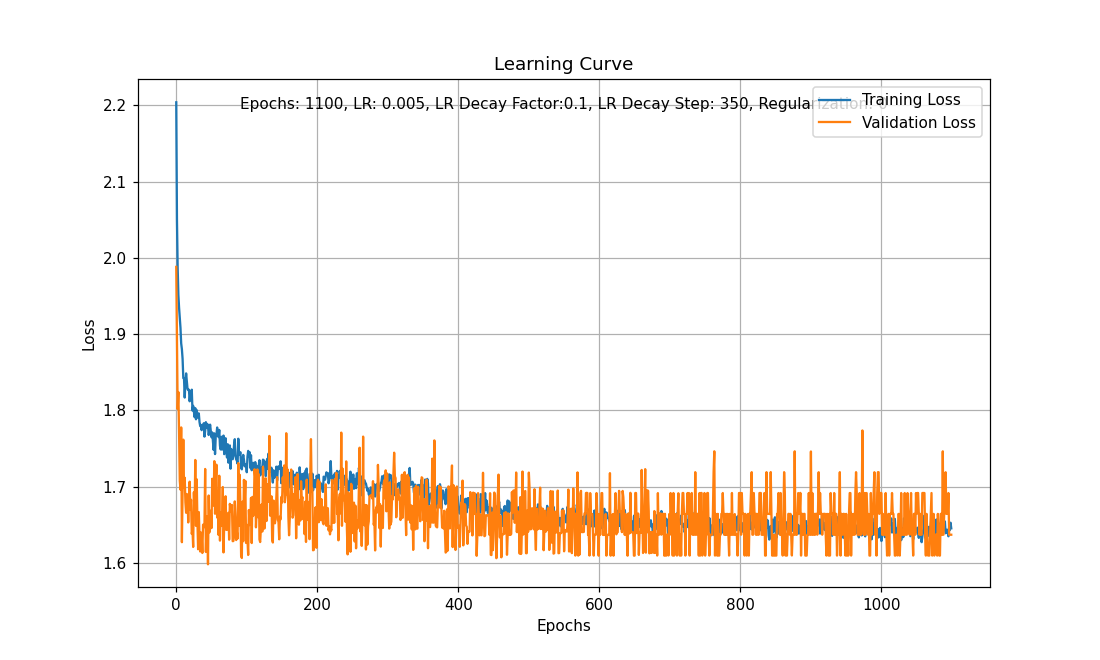 Learning Curve
Epochs: 1100, LR: 0.005, LR Decay Factor:0.1, LR Decay Step: 350, Regularization: 0
Training Loss
Validation Loss
2.2
2.1
2.0
1.9
1.8
1.7
1.6
Loss
0 200 400 600 800 1000
Epochs